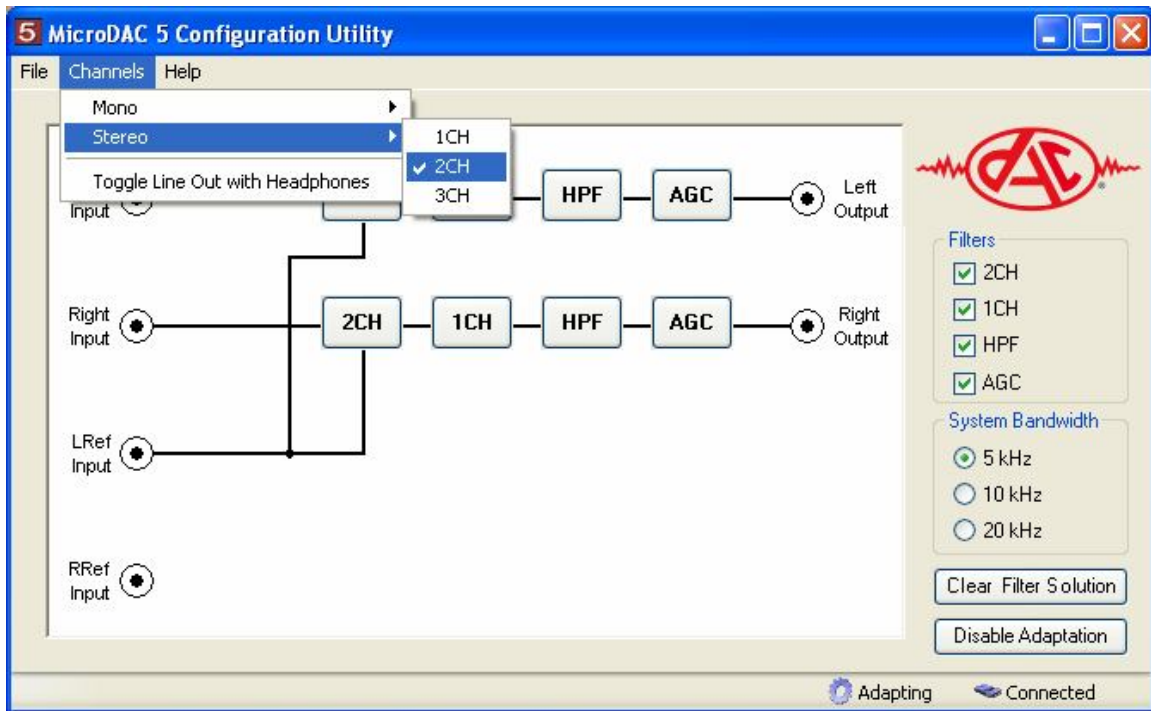 5 MicroDAC 5 Configuration Utility
File Channels Help
Mono
Stereo
Toggle Line Out with Headphones
1CH
2CH
3CH
Input
HPF
AGC
Left
Output
Right
Input
2CH
1CH
HPF
AGC
Right
Output
LRef
Input
RRef
Input
DAC
Filters
2CH
1CH
HPF
AGC
System Bandwidth
5 kHz
10 kHz
20 kHz
Clear Filter Solution
Disable Adaptation
Adapting
Connected